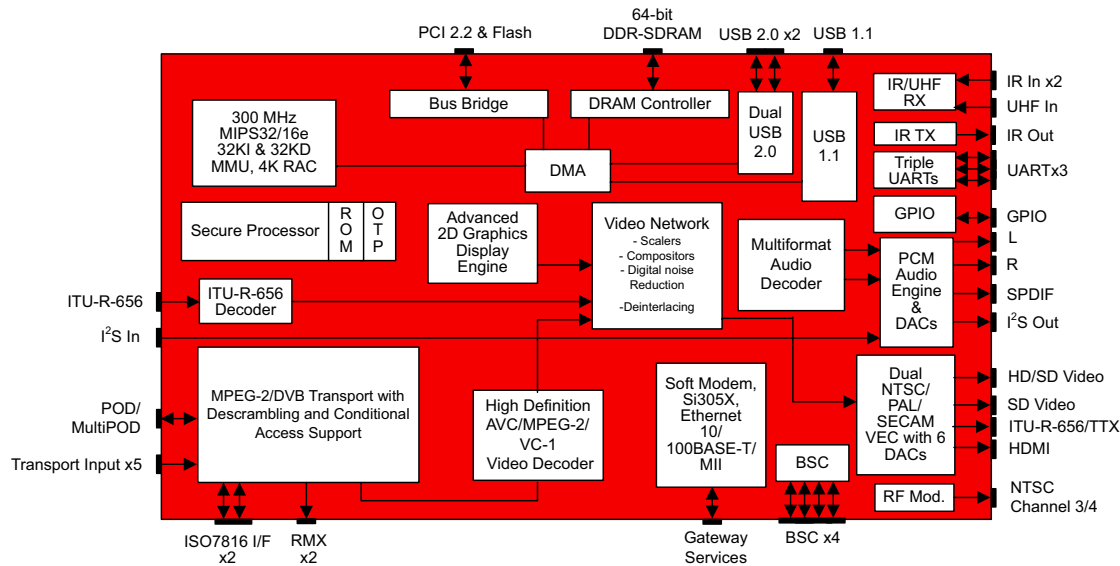 64-bit
PCI 2.2 & Flash
DDR-SDRAM
USB 2.0 x2
USB 1.1
Bus Bridge
DRAM Controller
Dual
USB
2.0
USB
1.1
IR/UHF
RX
IR In x2
UHF In
IR TX
IR Out
Triple
UARTs
UARTx3
GPIO
GPIO
300 MHz
MIPS32/16e
32KI & 32KD
MMU, 4K RAC
DMA
Secure Processor
R
O
M
O
T
P
Advanced
2D Graphics
Display
Engine
Video Network
- Scalers
- Compositors
- Digital noise
Reduction
-Deinterlacing
Multiformat
Audio
Decoder
PCM
Audio
Engine
&
DACs
L
R
SPDIF
I²S Out
ITU-R-656
ITU-R-656
Decoder
I²S In
MPEG-2/DVB Transport with
Descrambling and Conditional
Access Support
High Definition
AVC/MPEG-2/
VC-1
Video Decoder
Soft Modem,
Si305X,
Ethernet
10/
100BASE-T/
MII
BSC
Dual
NTSC/
PAL/
SECAM
VEC with 6
DACs
HD/SD Video
SD Video
ITU-R-656/TTX
HDMI
POD/
MultiPOD
Transport Input x5
RF Mod.
NTSC
Channel 3/4
ISO7816 I/F
x2
RMX
x2
Gateway
Services
BSC x4